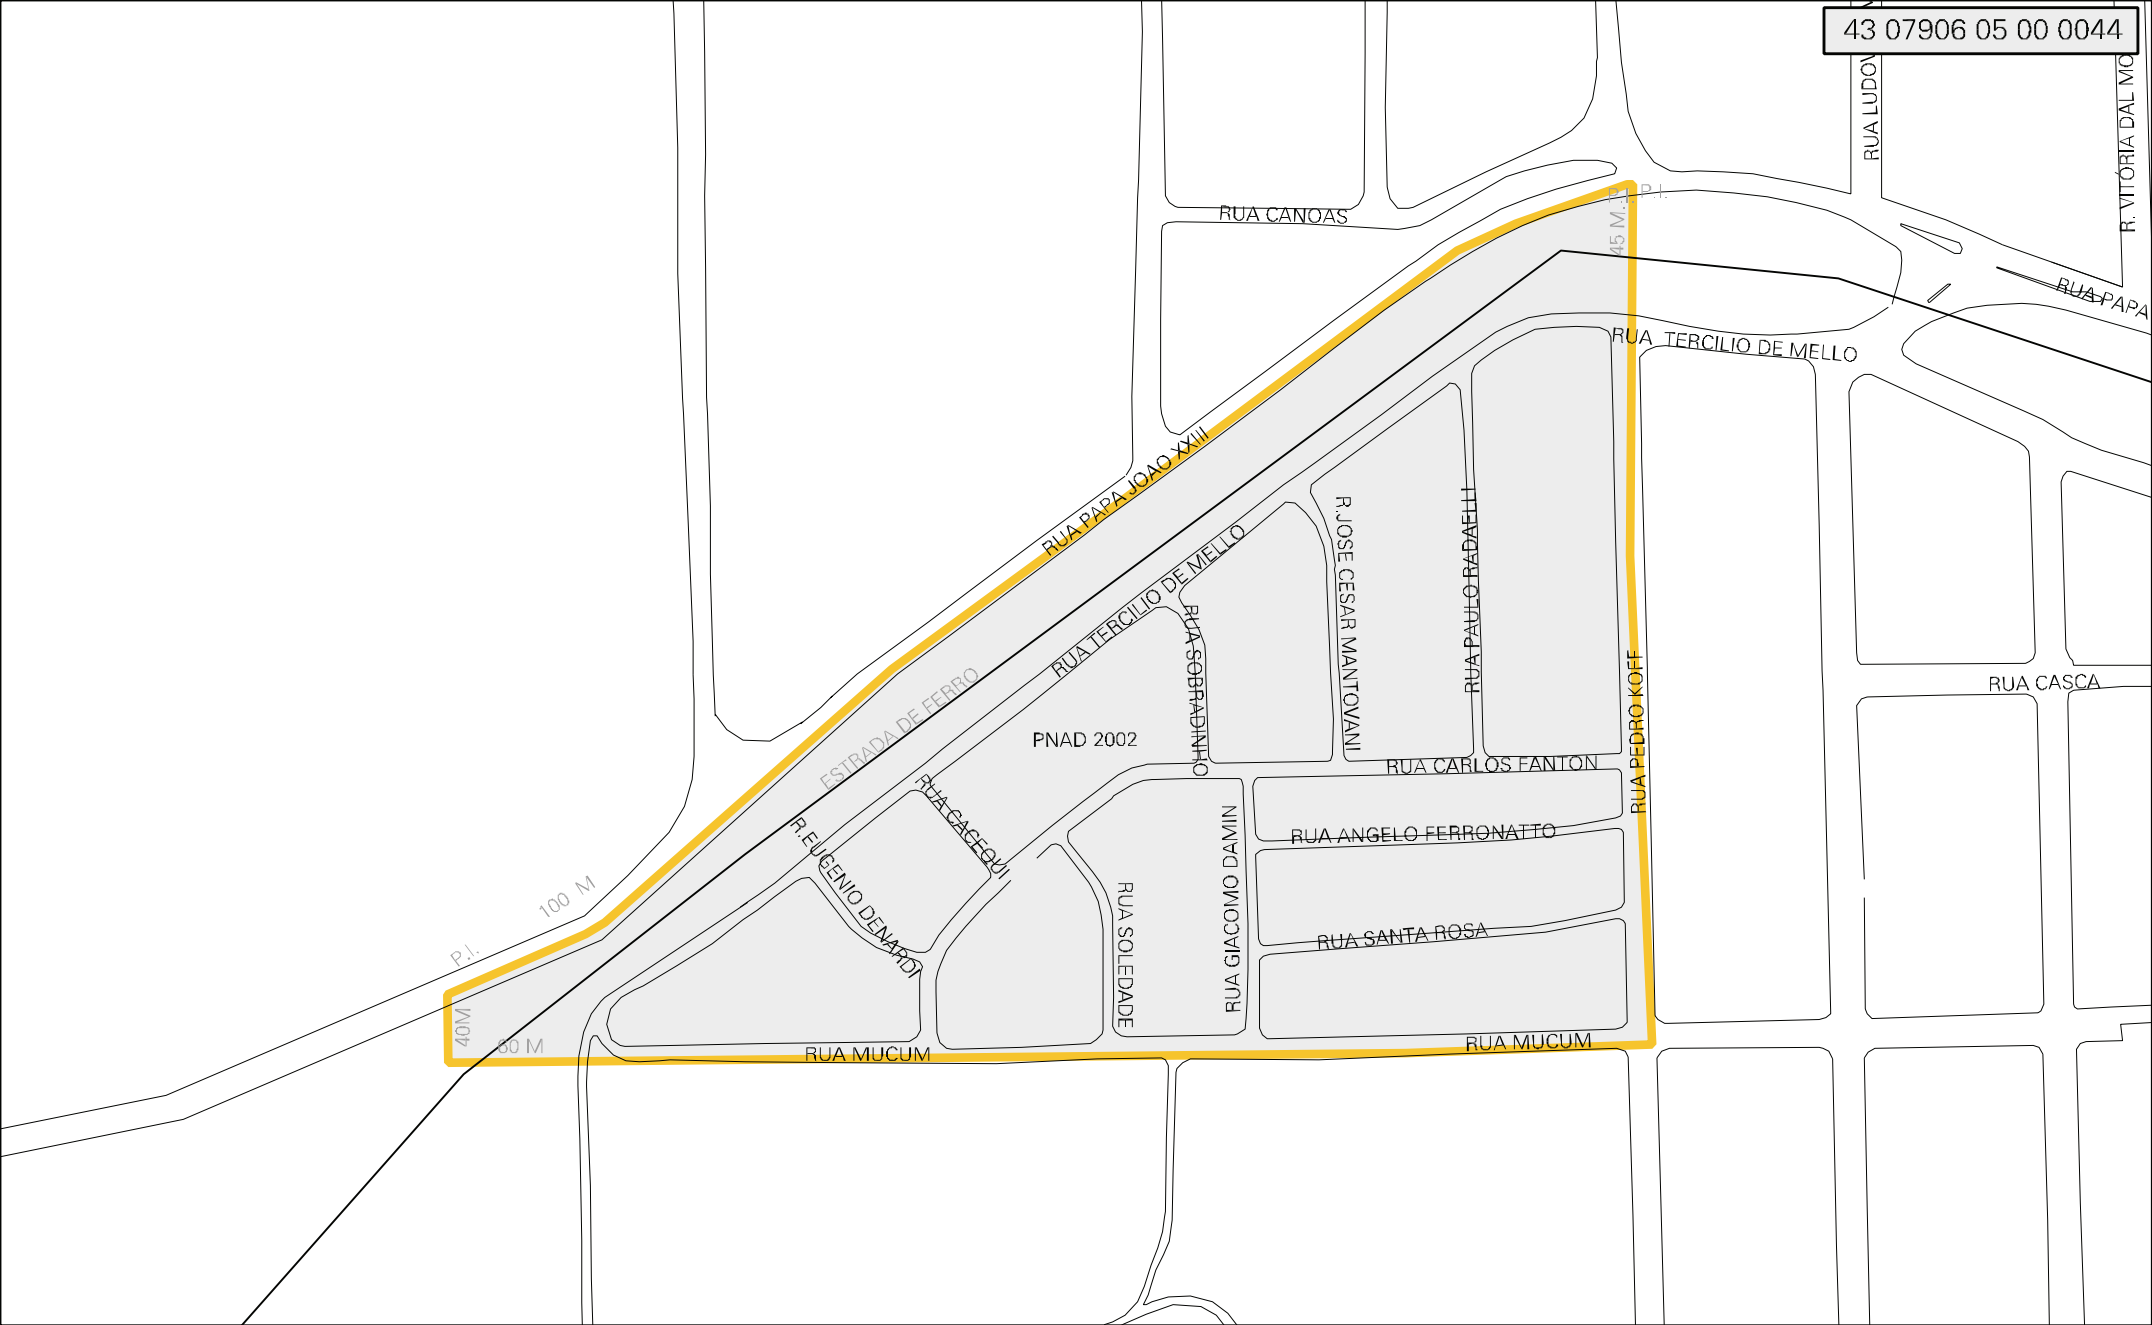 43 07906 05 00 0044
RUA LUDOV
R. VITORIA DAL MO
P.I.
P.I.
RUA CANOAS
45 M.
RUA PAPA
RUA TERCILIO DE MELLO
RUA PAPA JOAO XXIII
R.JOSE CESAR MANTOVANI
RUA PAULO RADAELLI
RUA TERCILIO DE MELLO
RUA SOBRADINHO
RUA PEDRO KOFF
RUA CASCA
ESTRADA DE FERRO
PNAD 2002
RUA CARLOS FANTON
RUA CACEQUI
R.EUGENIO DENARDI
RUA GIACOMO DAMIN
RUA ANGELO FERRONATTO
100 M
RUA SOLEDADE
RUA SANTA ROSA
P.I.
40M
60 M
RUA MUCUM
RUA MUCUM